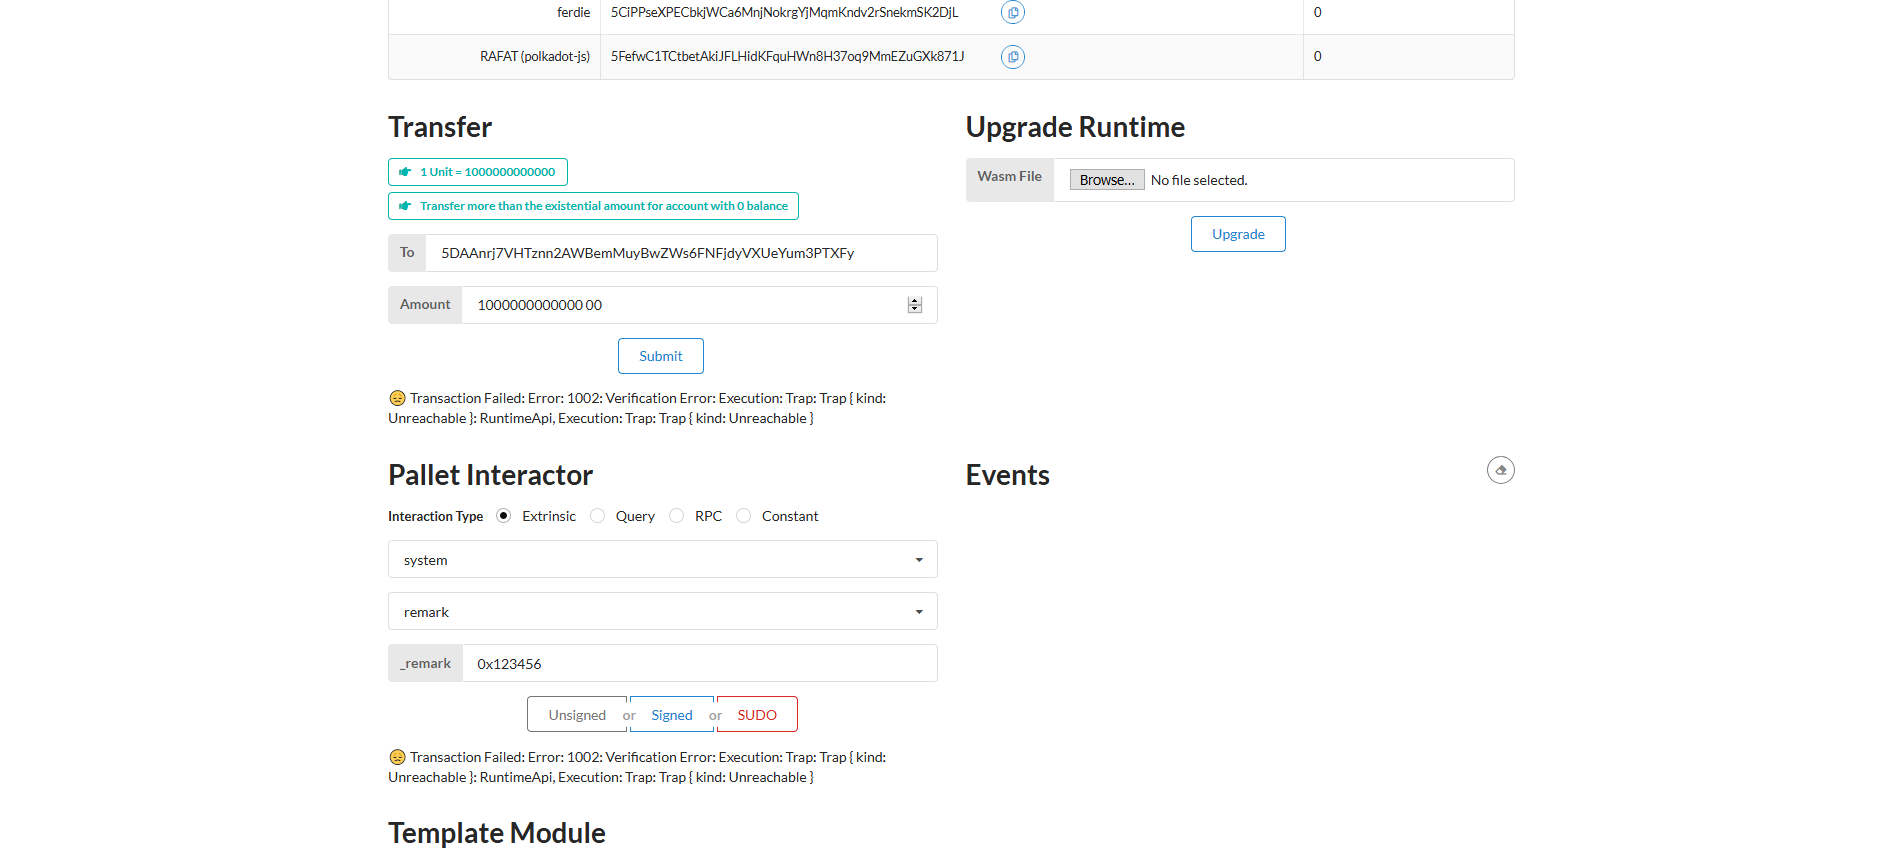 ferdie 5CiPPseXPECbkjWCa6MnjNokrgYjMqmKndv2rSnekmSK2DjL 0
RAFAT (polkadot-js) 5FefwC1TCtbetAkiJFLHidKFquHWn8H37oq9MmEZuGXk871J 0
Transfer
1 Unit = 1000000000000
Transfer more than the existential amount for account with 0 balance
To 5DAAnrj7VHTznn2AWBemMuyBwZWs6FNFjdyVXUeYum3PTXFy
Amount 1000000000000 00
Submit
😔 Transaction Failed: Error: 1002: Verification Error: Execution: Trap: Trap { kind:
Unreachable }: RuntimeApi, Execution: Trap: Trap { kind: Unreachable }
Upgrade Runtime
Wasm File Browse... No file selected.
Upgrade
Pallet Interactor
Interaction Type Extrinsic Query RPC Constant
system
remark
_remark 0x123456
Unsigned or Signed or SUDO
😔 Transaction Failed: Error: 1002: Verification Error: Execution: Trap: Trap { kind:
Unreachable }: RuntimeApi, Execution: Trap: Trap { kind: Unreachable }
Events
Template Module